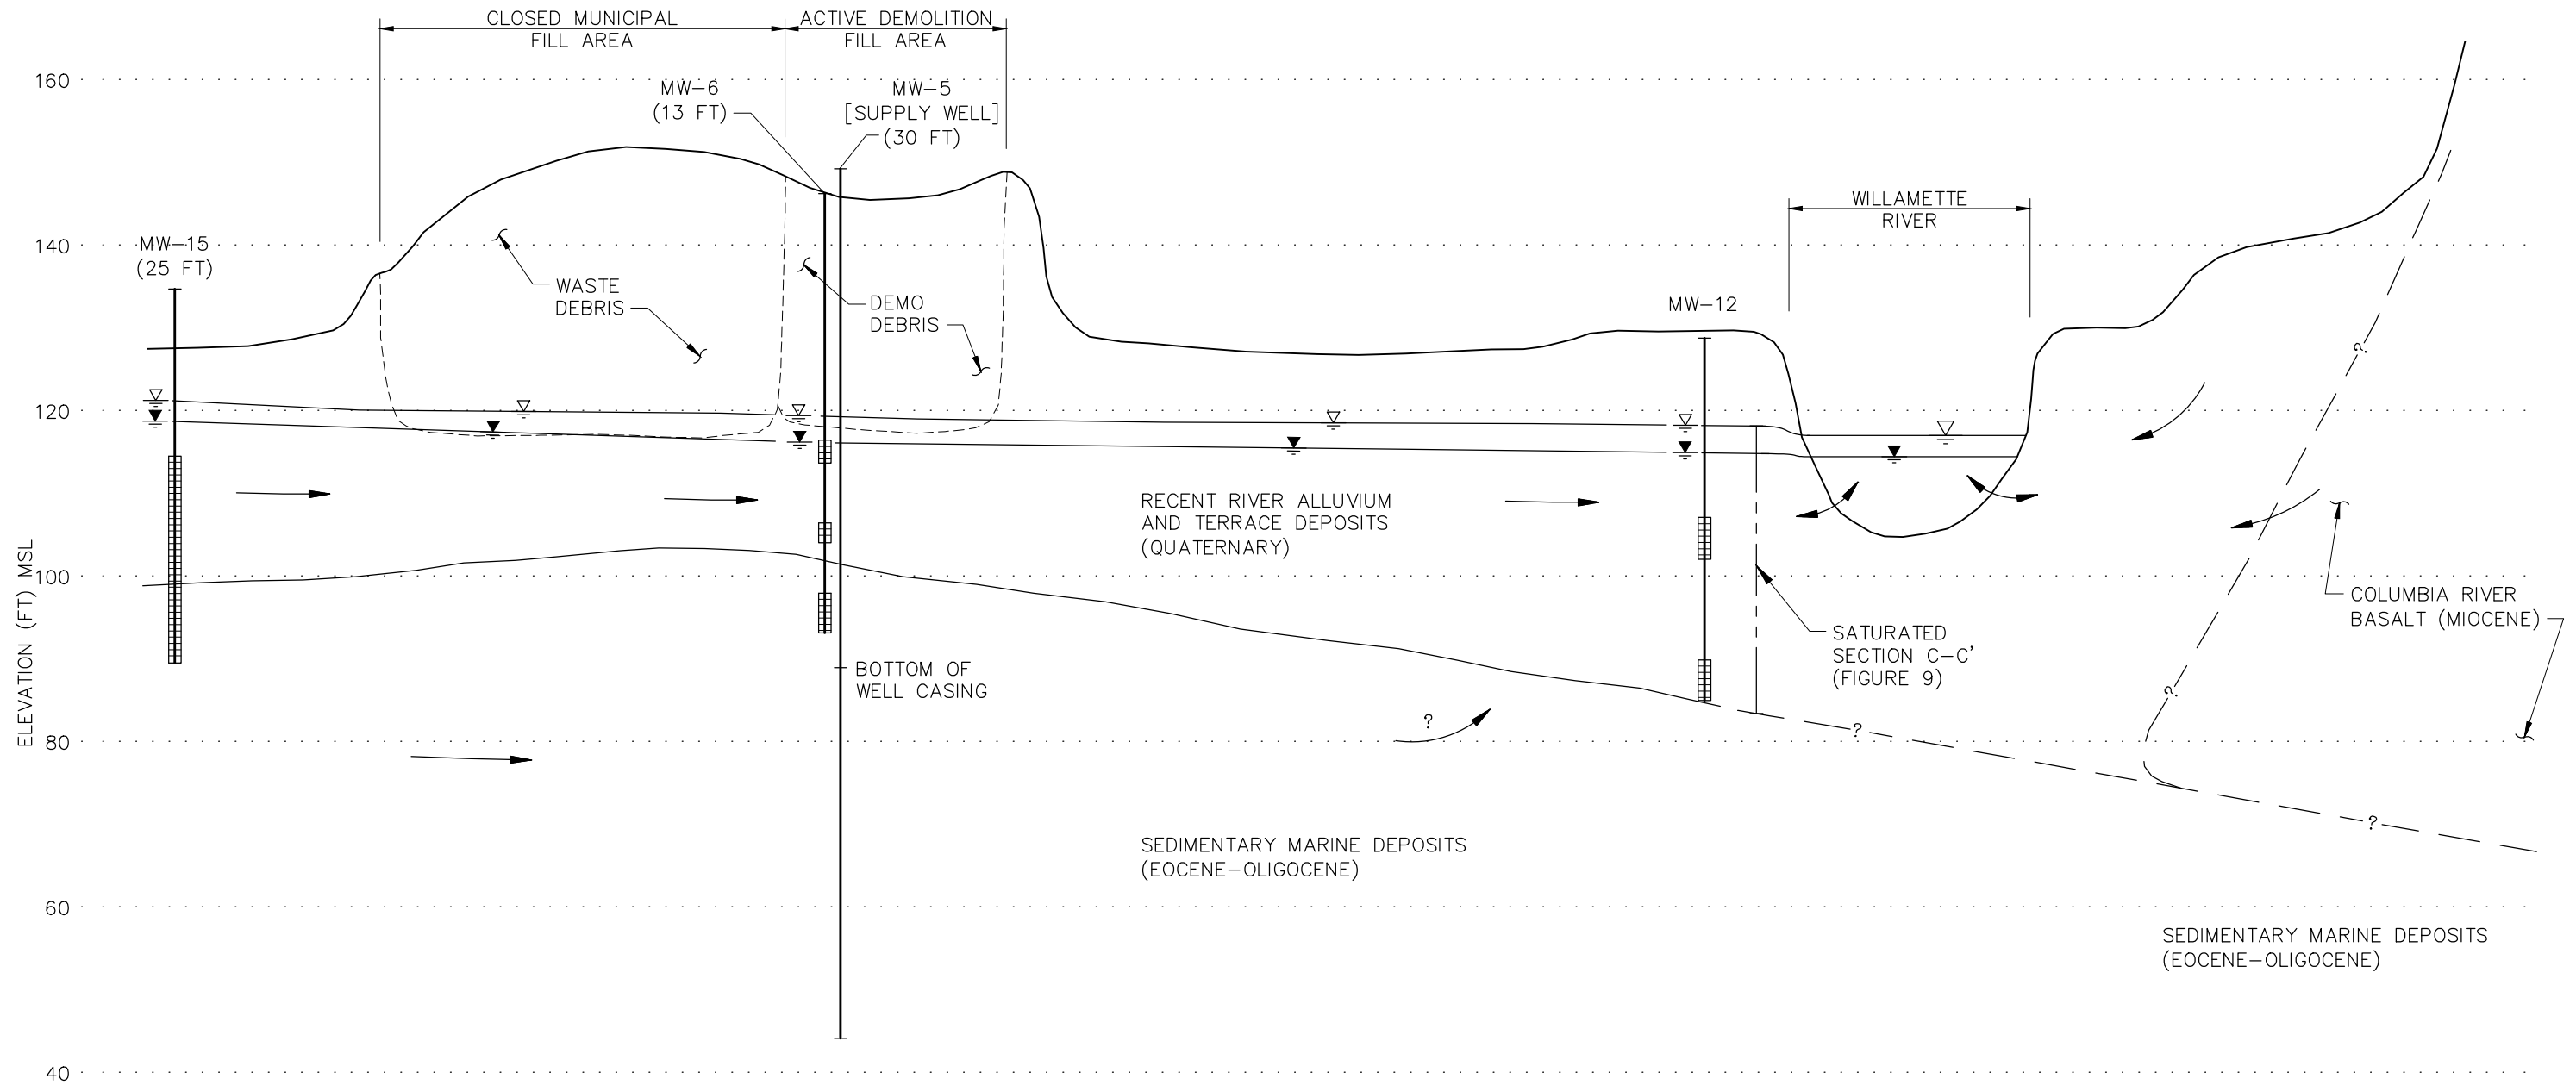 CLOSED MUNICIPAL
FILL AREA
ACTIVE DEMOLITION
FILL AREA
160
MW-6
(13 FT)
MW-5
[SUPPLY WELL]
(30 FT)
WILLAMETTE
RIVER
140
MW-15
(25 FT)
WASTE
DEBRIS
DEMO
DEBRIS
MW-12
?
120
RECENT RIVER ALLUVIUM
AND TERRACE DEPOSITS
(QUATERNARY)
100
ELEVATION (FT) MSL
COLUMBIA RIVER
BASALT (MIOCENE)
SATURATED
SECTION C-C'
(FIGURE 9)
BOTTOM OF
WELL CASING
?
?
?
80
?
SEDIMENTARY MARINE DEPOSITS
(EOCENE-OLIGOCENE)
60
SEDIMENTARY MARINE DEPOSITS
(EOCENE-OLIGOCENE)
40